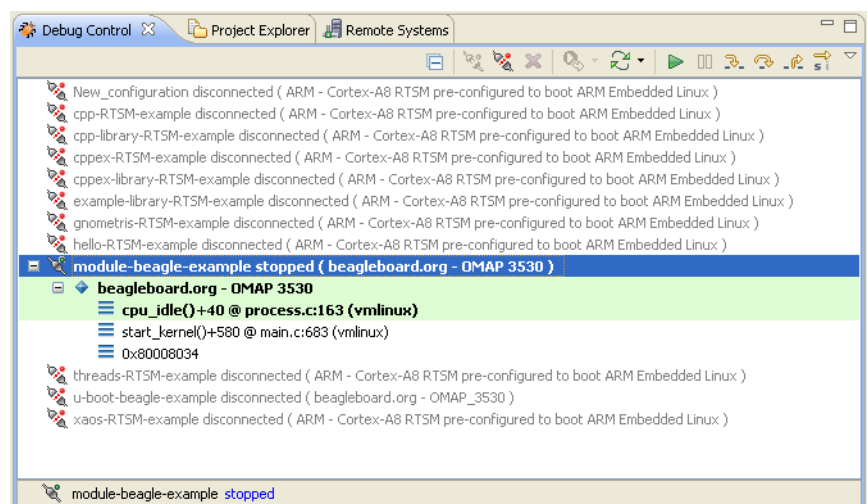 Debug Control Project Explorer Remote Systems
New_configuration disconnected ( ARM - Cortex-A8 RTSM pre-configured to boot ARM Embedded Linux )
cpp-RTSM-example disconnected ( ARM - Cortex-A8 RTSM pre-configured to boot ARM Embedded Linux )
cpp-library-RTSM-example disconnected ( ARM - Cortex-A8 RTSM pre-configured to boot ARM Embedded Linux )
cppex-RTSM-example disconnected ( ARM - Cortex-A8 RTSM pre-configured to boot ARM Embedded Linux )
cppex-library-RTSM-example disconnected ( ARM - Cortex-A8 RTSM pre-configured to boot ARM Embedded Linux )
example-library-RTSM-example disconnected ( ARM - Cortex-A8 RTSM pre-configured to boot ARM Embedded Linux )
gnometris-RTSM-example disconnected ( ARM - Cortex-A8 RTSM pre-configured to boot ARM Embedded Linux )
hello-RTSM-example disconnected ( ARM - Cortex-A8 RTSM pre-configured to boot ARM Embedded Linux )
module-beagle-example stopped ( beagleboard.org - OMAP 3530 )
beagleboard.org - OMAP 3530
cpu_idle()+40 @ process.c:163 (vmlinux)
start_kernel()+580 @ main.c:683 (vmlinux)
0x80008034
threads-RTSM-example disconnected ( ARM - Cortex-A8 RTSM pre-configured to boot ARM Embedded Linux )
u-boot-beagle-example disconnected ( beagleboard.org - OMAP_3530 )
xaos-RTSM-example disconnected ( ARM - Cortex-A8 RTSM pre-configured to boot ARM Embedded Linux )
module-beagle-example stopped